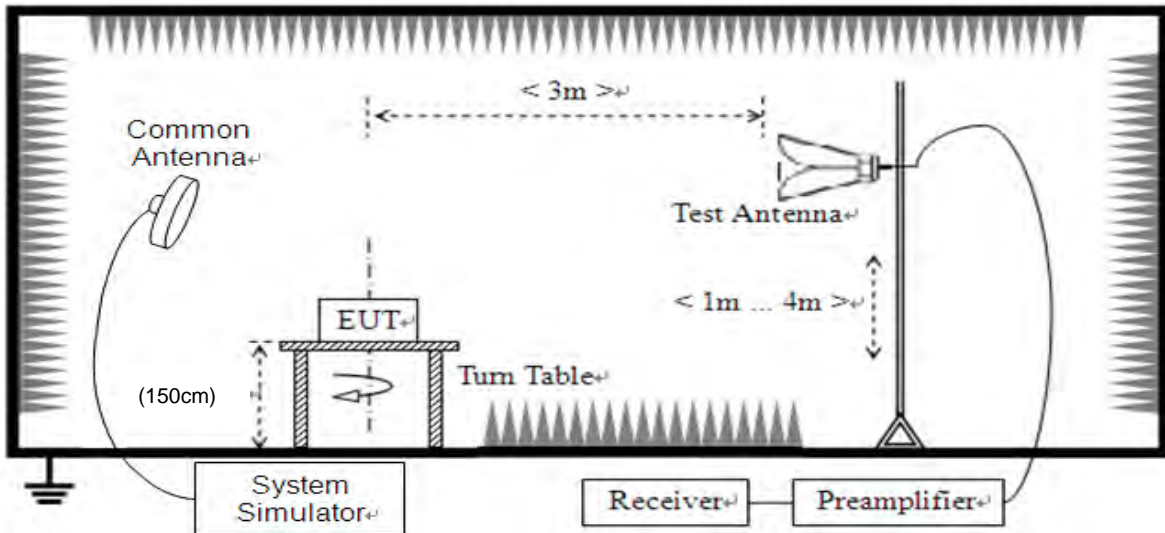 < 3m >↵
Common
Antenna↵
Test Antenna↵
< 1m ... 4m >↵
EUT↵
(150cm)
Turn Table↵
System
Simulator↵
Receiver↵
Preamplifier↵